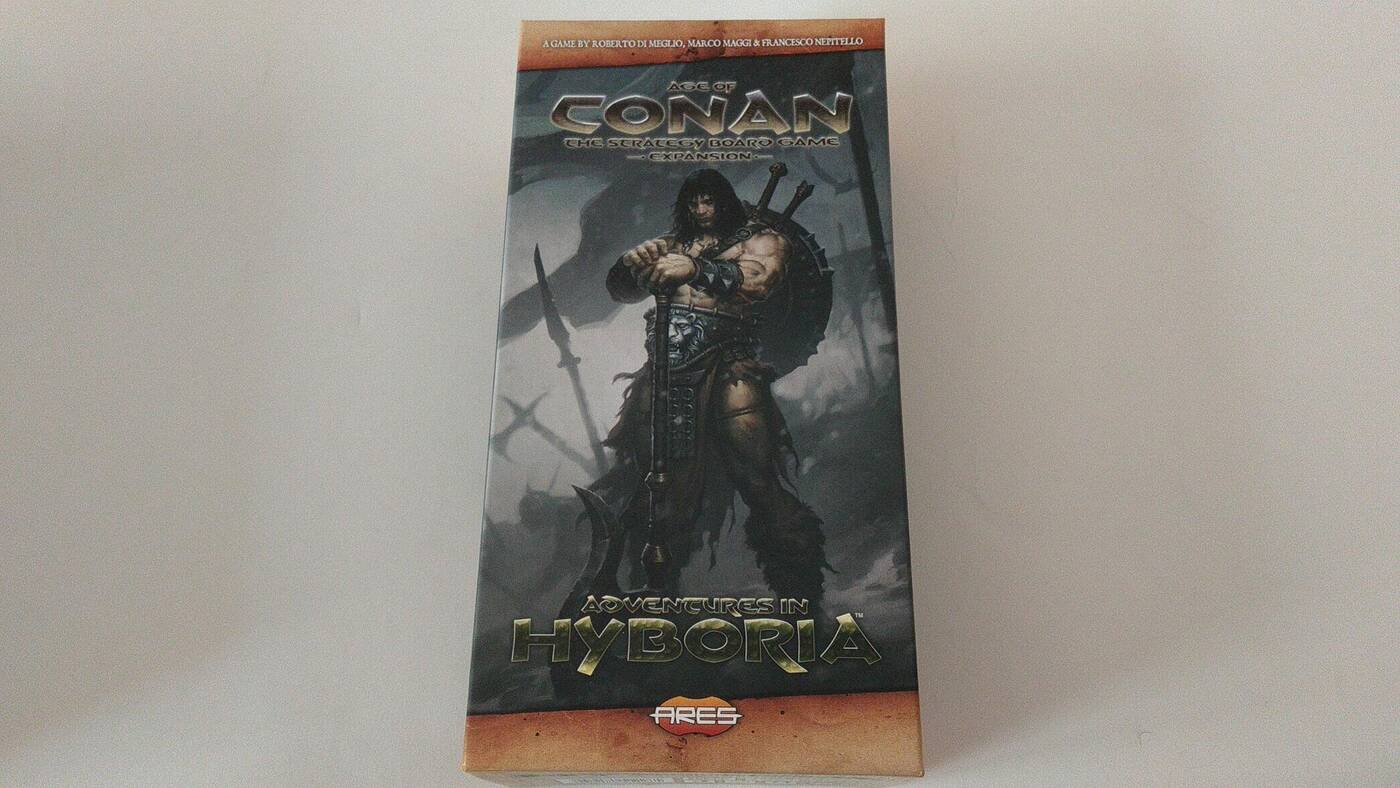 A GAME BY ROBERTO DI MEGLIO, MARCO MAGGI & FRANCESCO NEPITELLO
AGE OF
CONAN
THE STRATEGY BOARD GAME
· EXPANSION ·
ADVENTURES IN
HYBORIA™
ARES